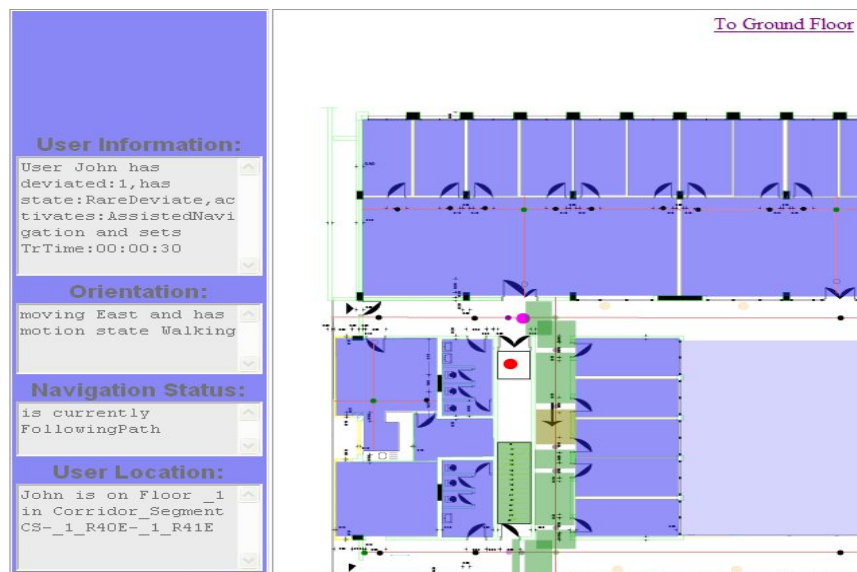 To Ground Floor
User Information:
User John has
deviated:1,has
state:RareDeviate,ac
tivates:AssistedNavi
gation and sets
TrTime:00:00:30
Orientation:
moving East and has
motion state Walking
Navigation Status:
is currently
FollowingPath
User Location:
John is on Floor _1
in Corridor_Segment
CS-_1_R40E-_1_R41E